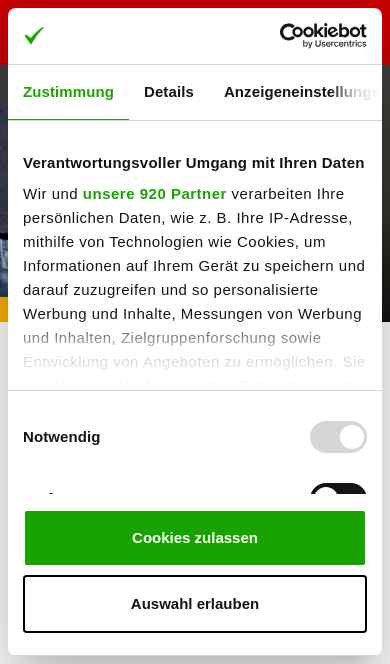 Cookiebot
by Usercentrics
Zustimmung Details Anzeigeneinstellungen
Verantwortungsvoller Umgang mit Ihren Daten
Wir und unsere 920 Partner verarbeiten Ihre
persönlichen Daten, wie z. B. Ihre IP-Adresse,
mithilfe von Technologien wie Cookies, um
Informationen auf Ihrem Gerät zu speichern und
darauf zuzugreifen und so personalisierte
Werbung und Inhalte, Messungen von Werbung
und Inhalten, Zielgruppenforschung sowie
Entwicklung von Angeboten zu ermöglichen. Sie
Notwendig
Cookies zulassen
Auswahl erlauben